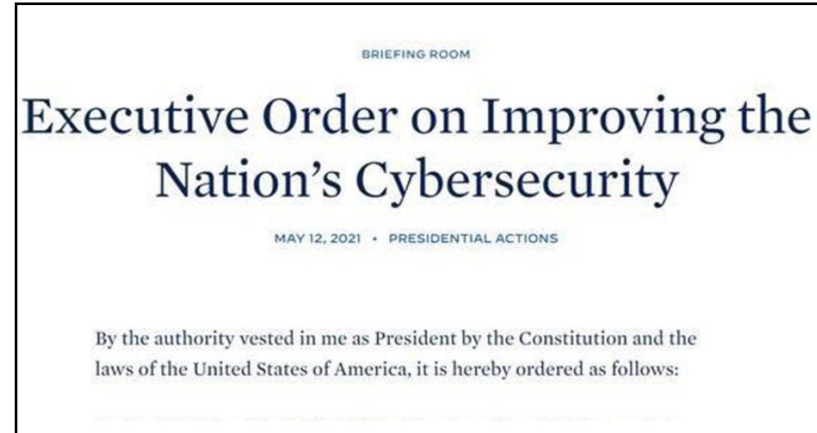 BRIEFING ROOM
Executive Order on Improving the
Nation’s Cybersecurity
MAY 12, 2021 • PRESIDENTIAL ACTIONS
By the authority vested in me as President by the Constitution and the
laws of the United States of America, it is hereby ordered as follows: